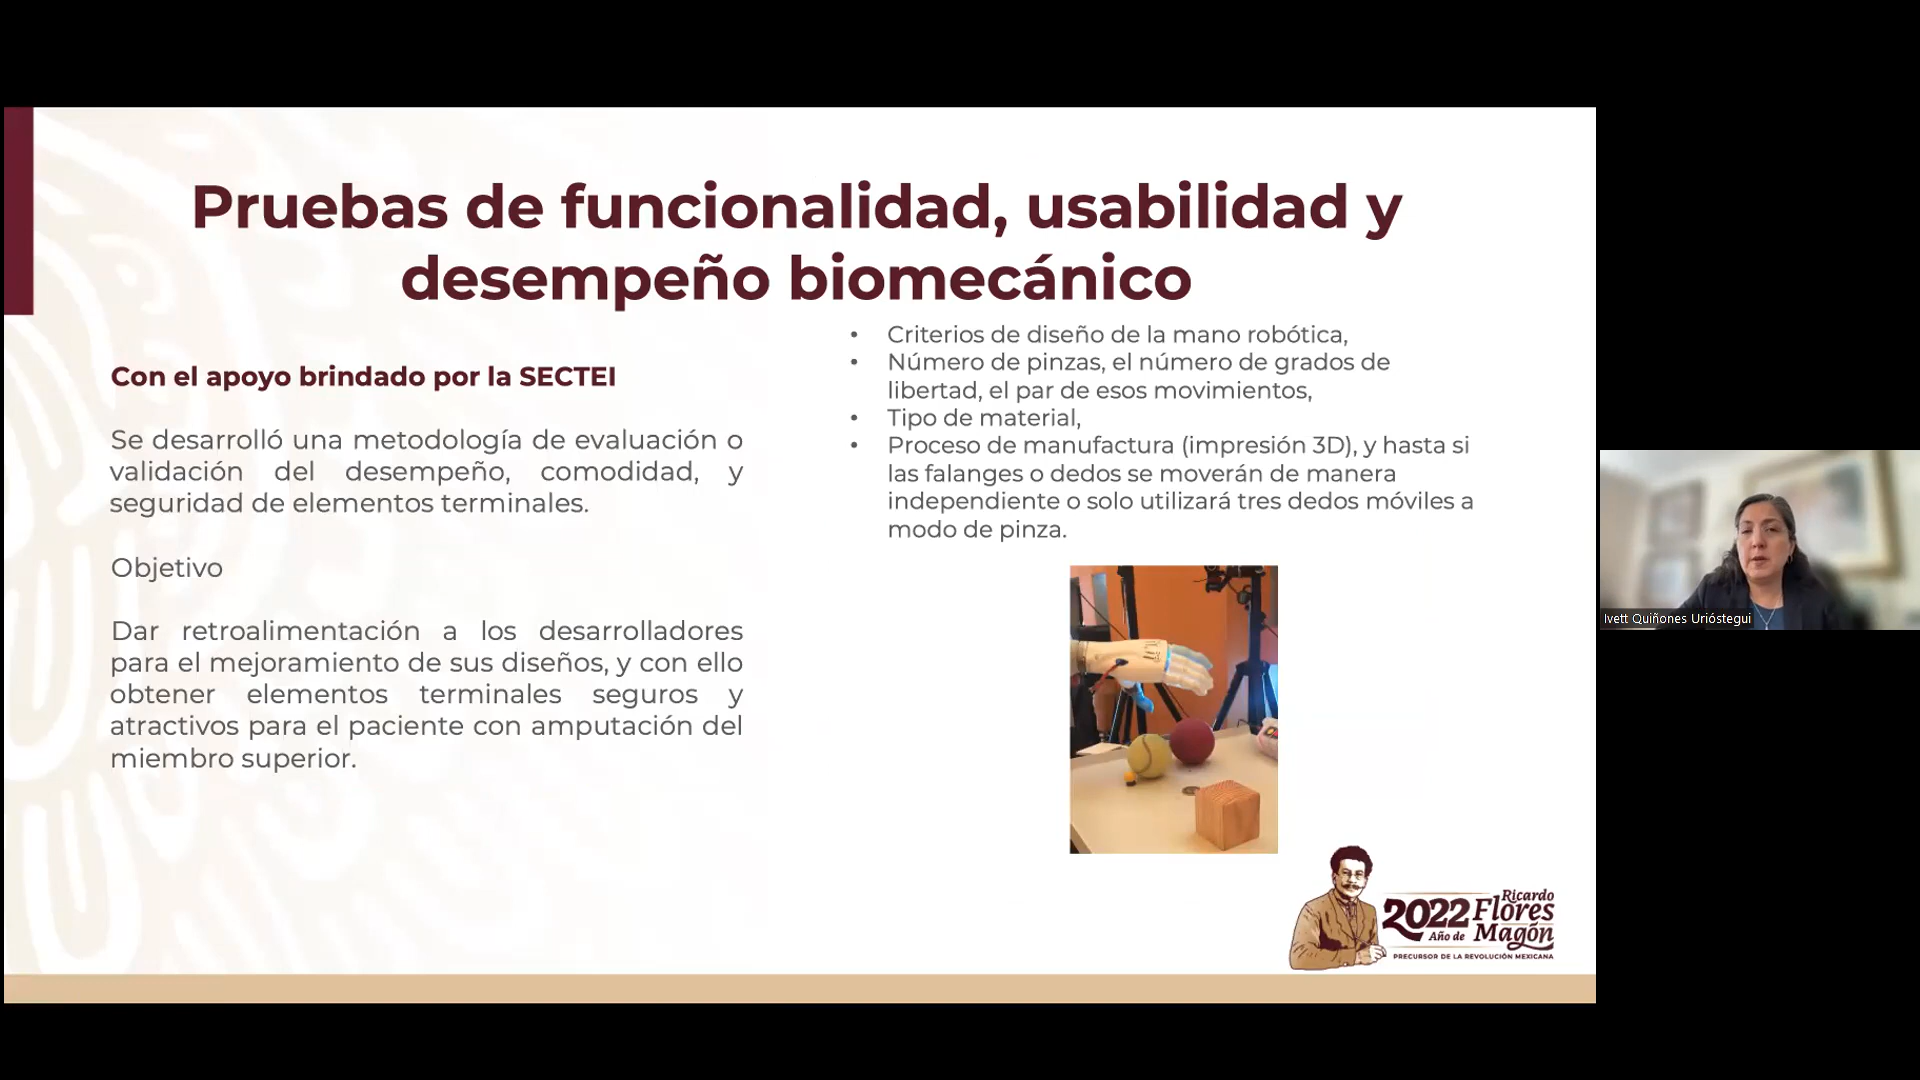 Pruebas de funcionalidad, usabilidad y
desempeño biomecánico
Con el apoyo brindado por la SECTEI
Se desarrolló una metodología de evaluación o
validación del desempeño, comodidad, y
seguridad de elementos terminales.
Objetivo
Dar retroalimentación a los desarrolladores
para el mejoramiento de sus diseños, y con ello
obtener elementos terminales seguros y
atractivos para el paciente con amputación del
miembro superior.
• Criterios de diseño de la mano robótica,
• Número de pinzas, el número de grados de
libertad, el par de esos movimientos,
• Tipo de material,
• Proceso de manufactura (impresión 3D), y hasta si
las falanges o dedos se moverán de manera
independiente o solo utilizará tres dedos móviles a
modo de pinza.
2022 Ricardo
Flores
Año de Magón
PRECURSOR DE LA REVOLUCIÓN MEXICANA
Ivett Quiñones Urióstegui